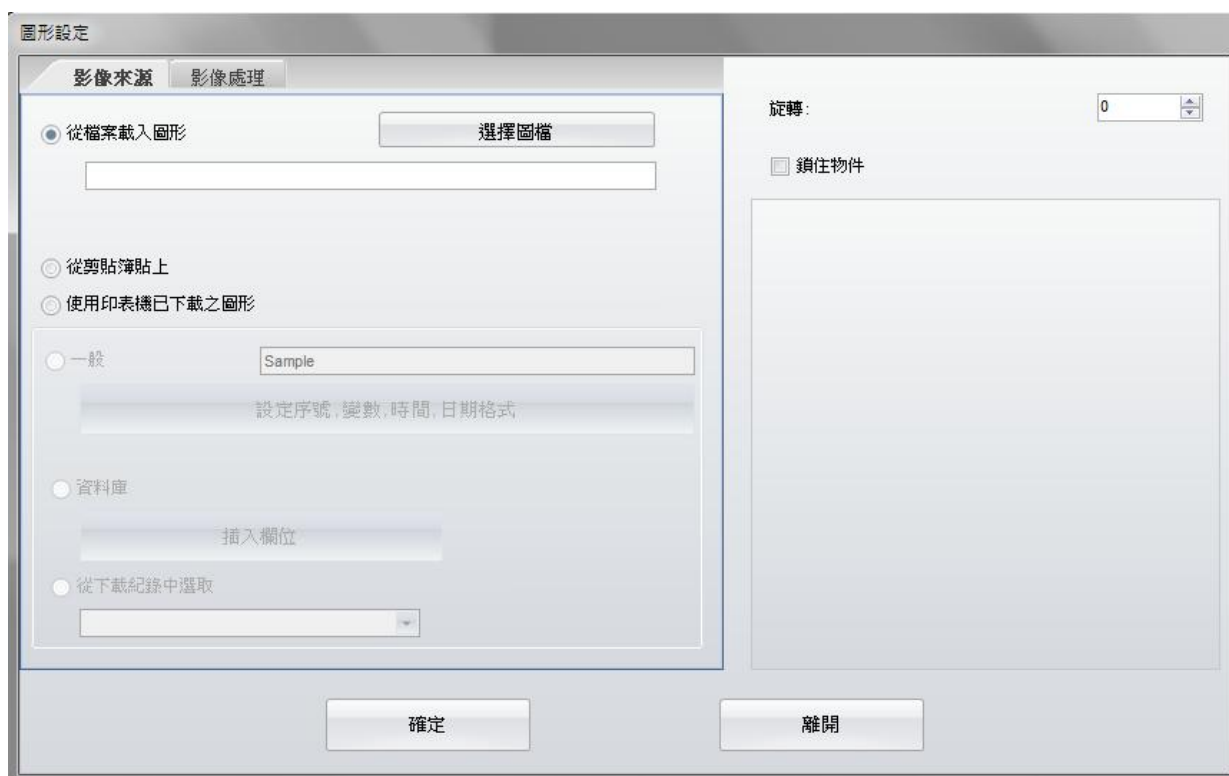 圖形設定
影像來源 影像處理
從檔案載入圖形 選擇圖檔
從剪貼簿貼上
使用印表機已下載之圖形
一般 Sample
設定序號,變數,時間,日期格式
資料庫
插入欄位
從下載紀錄中選取
旋轉: 0
鎖住物件
確定 離開